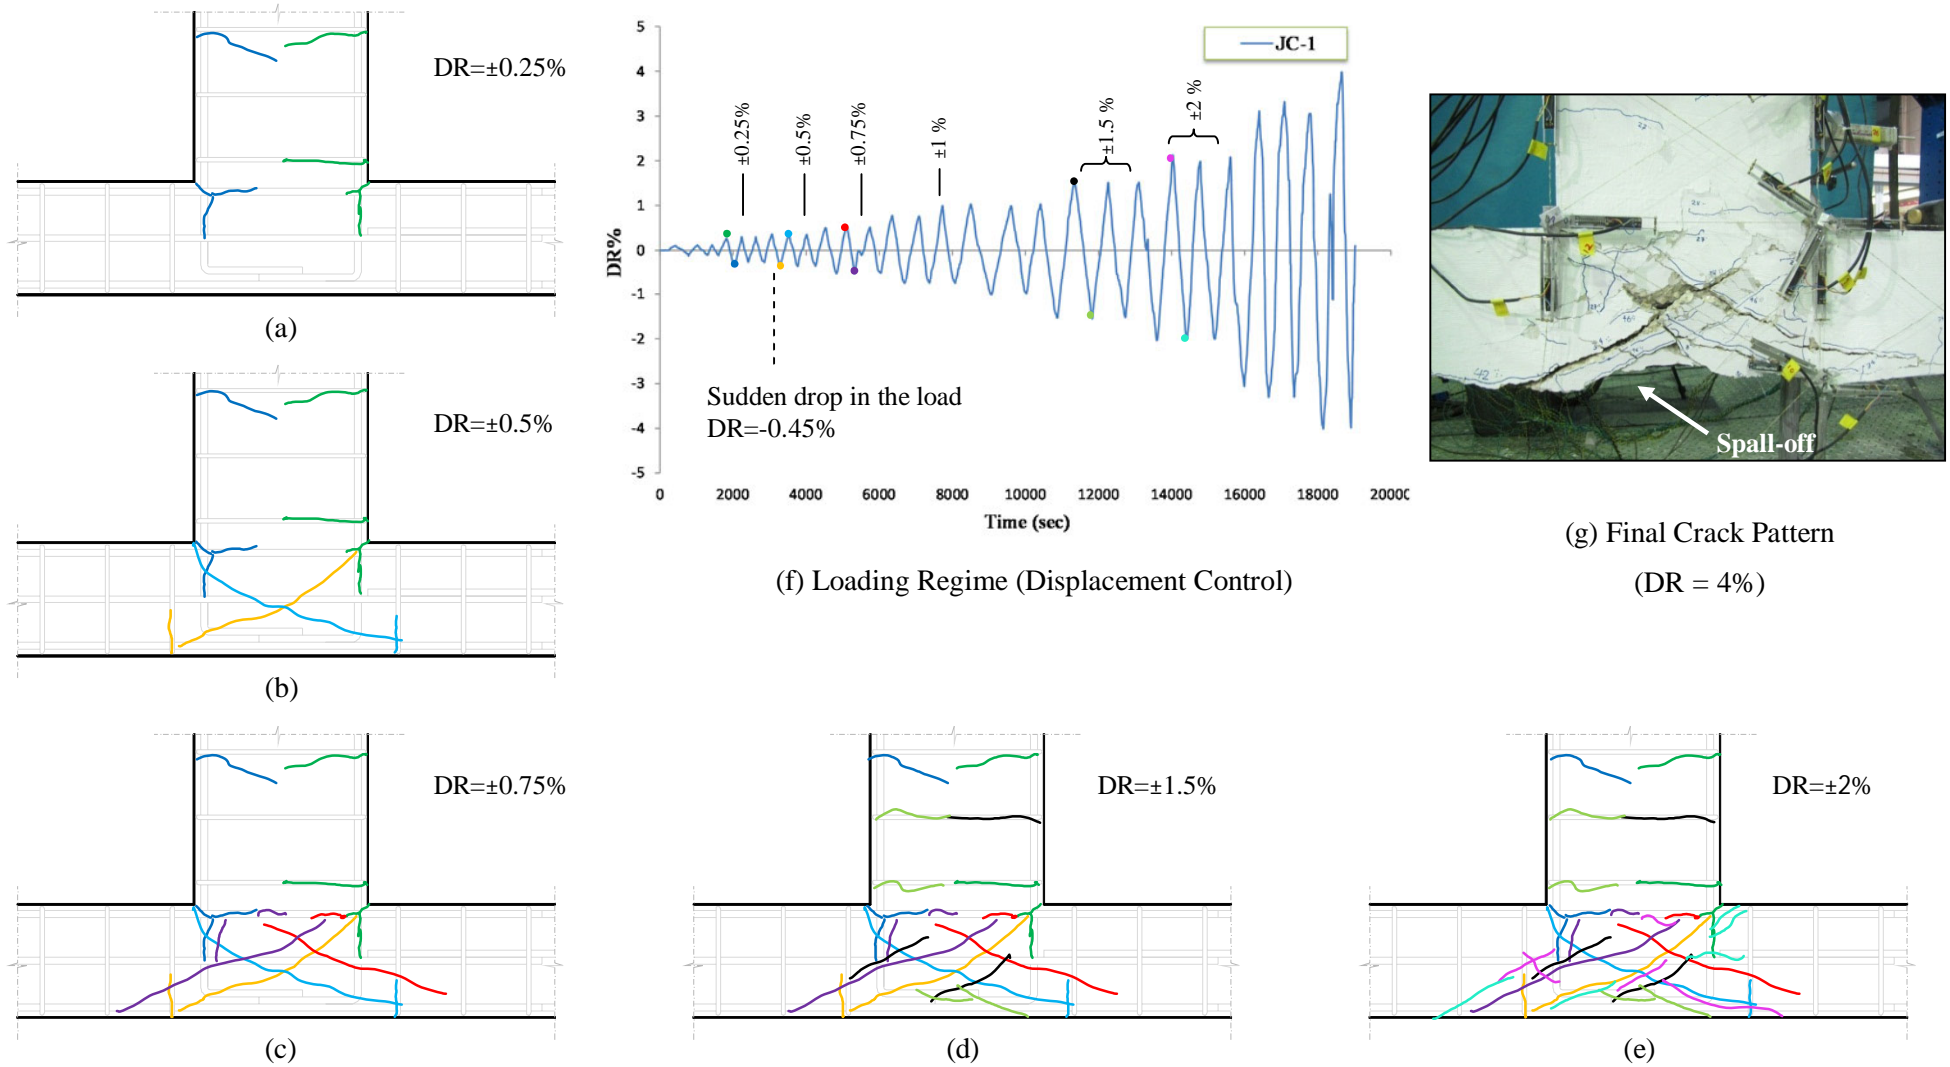 DR=±0.25%
(a)
DR=±0.5%
(b)
DR=±0.75%
(c)
JC-1
DR%
5
4
3
2
1
0
-1
-2
-3
-4
-5
±0.25%
±0.5%
±0.75%
±1 %
±1.5 %
±2 %
Sudden drop in the load
DR=-0.45%
0 2000 4000 6000 8000 10000 12000 14000 16000 18000 20000
Time (sec)
(f) Loading Regime (Displacement Control)
Spall-off
(g) Final Crack Pattern
(DR = 4%)
DR=±1.5%
(d)
DR=±2%
(e)